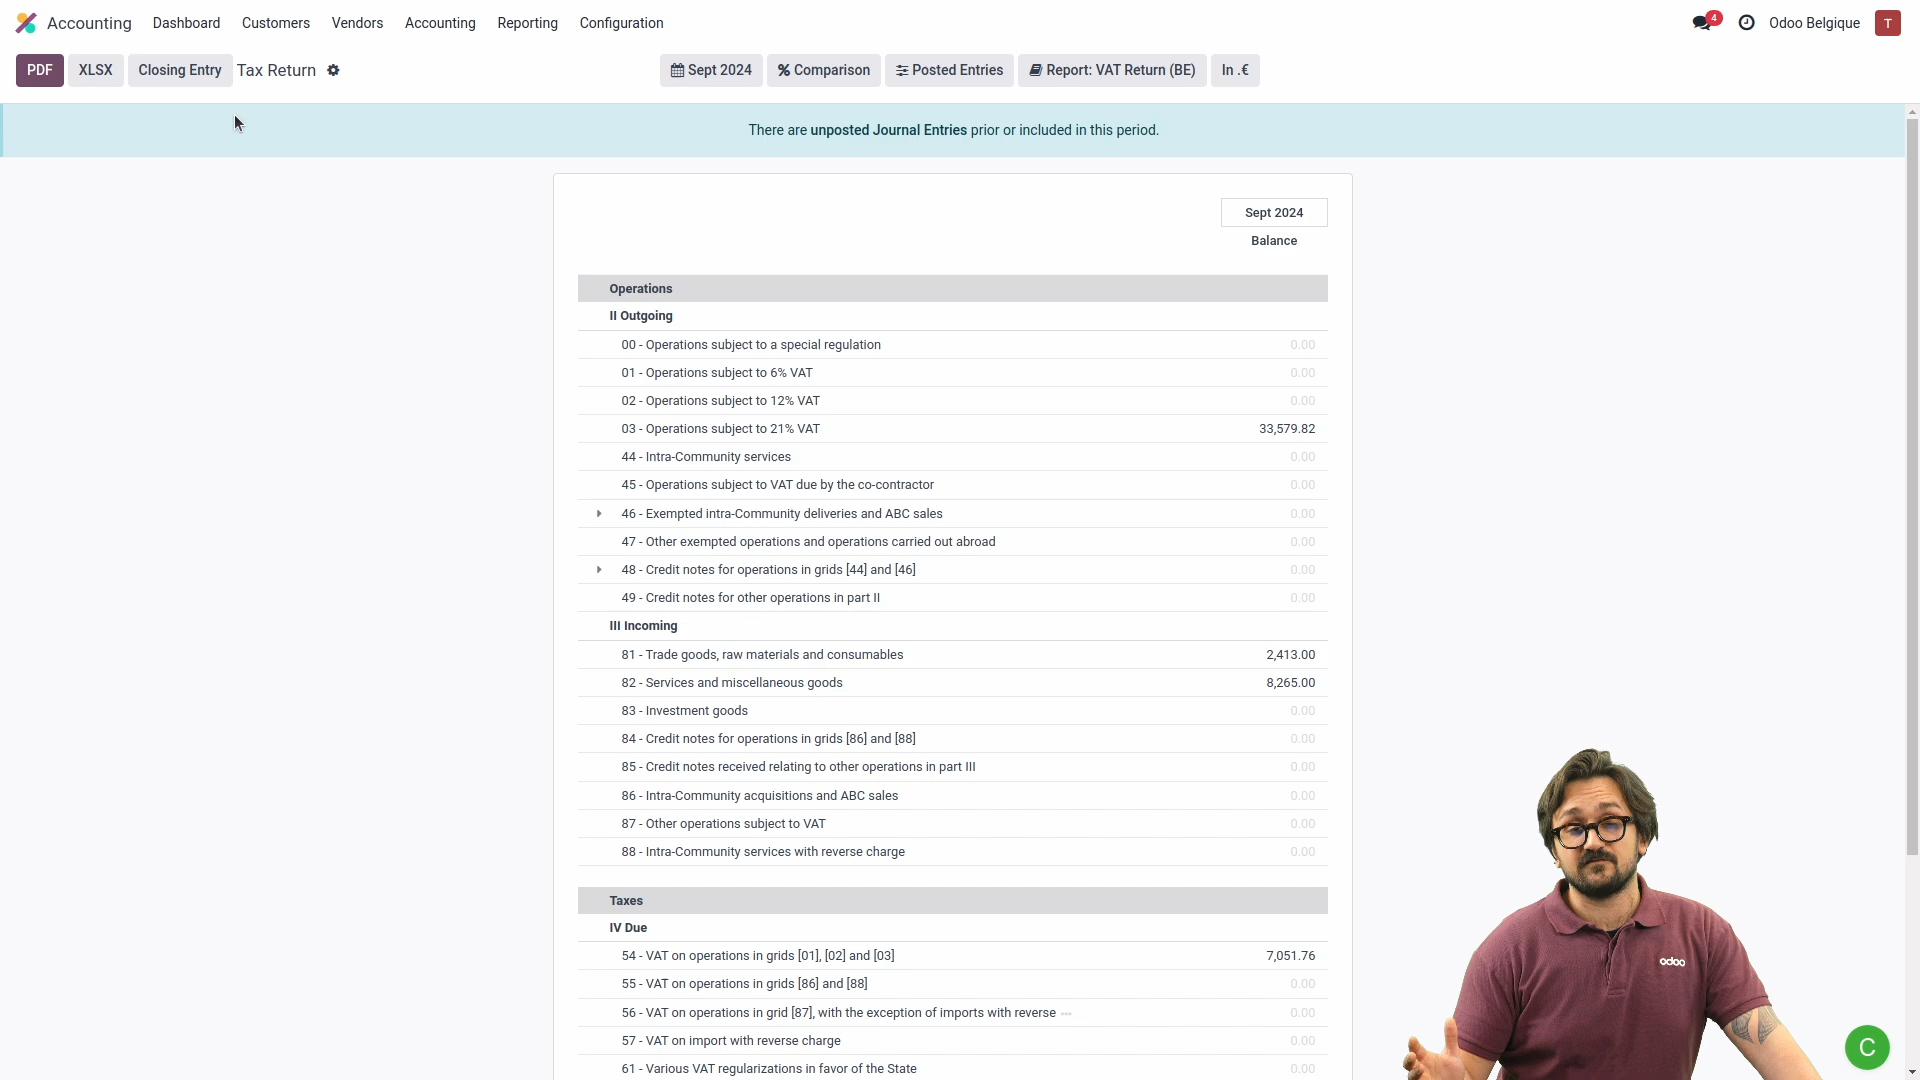 Accounting Dashboard Customers Vendors Accounting Reporting Configuration 4 Odoo Belgique T
PDF XLSX Closing Entry Tax Return Sept 2024 % Comparison Posted Entries Report: VAT Return (BE) In .€
There are unposted Journal Entries prior or included in this period.
Sept 2024
Balance
Operations
II Outgoing
00 - Operations subject to a special regulation 0.00
01 - Operations subject to 6% VAT 0.00
02 - Operations subject to 12% VAT 0.00
03 - Operations subject to 21% VAT 33,579.82
44 - Intra-Community services 0.00
45 - Operations subject to VAT due by the co-contractor 0.00
46 - Exempted intra-Community deliveries and ABC sales 0.00
47 - Other exempted operations and operations carried out abroad 0.00
48 - Credit notes for operations in grids [44] and [46] 0.00
49 - Credit notes for other operations in part II 0.00
III Incoming
81 - Trade goods, raw materials and consumables 2,413.00
82 - Services and miscellaneous goods 8,265.00
83 - Investment goods 0.00
84 - Credit notes for operations in grids [86] and [88] 0.00
85 - Credit notes received relating to other operations in part III 0.00
86 - Intra-Community acquisitions and ABC sales 0.00
87 - Other operations subject to VAT 0.00
88 - Intra-Community services with reverse charge 0.00
Taxes
IV Due
54 - VAT on operations in grids [01], [02] and [03] 7,051.76
55 - VAT on operations in grids [86] and [88] 0.00
56 - VAT on operations in grid [87], with the exception of imports with reverse ... 0.00
57 - VAT on import with reverse charge 0.00
61 - Various VAT regularizations in favor of the State 0.00
odoo
C